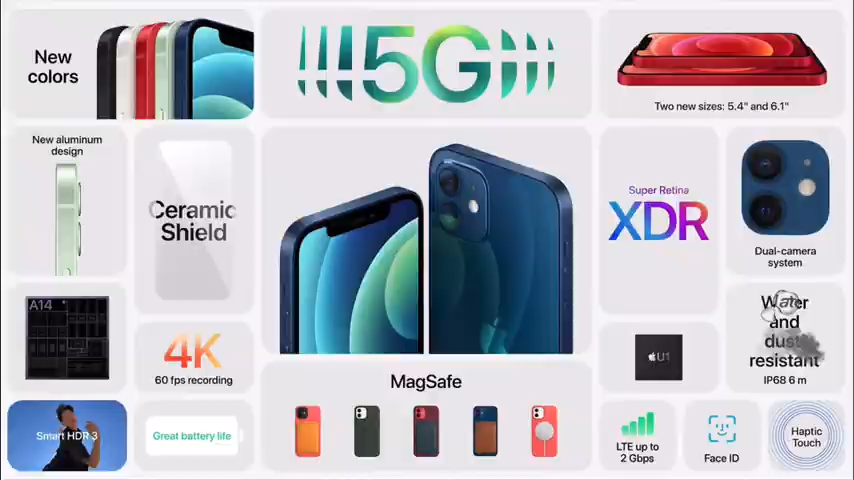 New
colors
5G
Two new sizes: 5.4" and 6.1"
New aluminum
design
Ceramic
Shield
Super Retina
XDR
Dual-camera
system
A14
4K
60 fps recording
MagSafe
U1
Water
and
dust
resistant
IP68 6 m
Smart HDR 3
Great battery life
LTE up to
2 Gbps
Face ID
Haptic
Touch